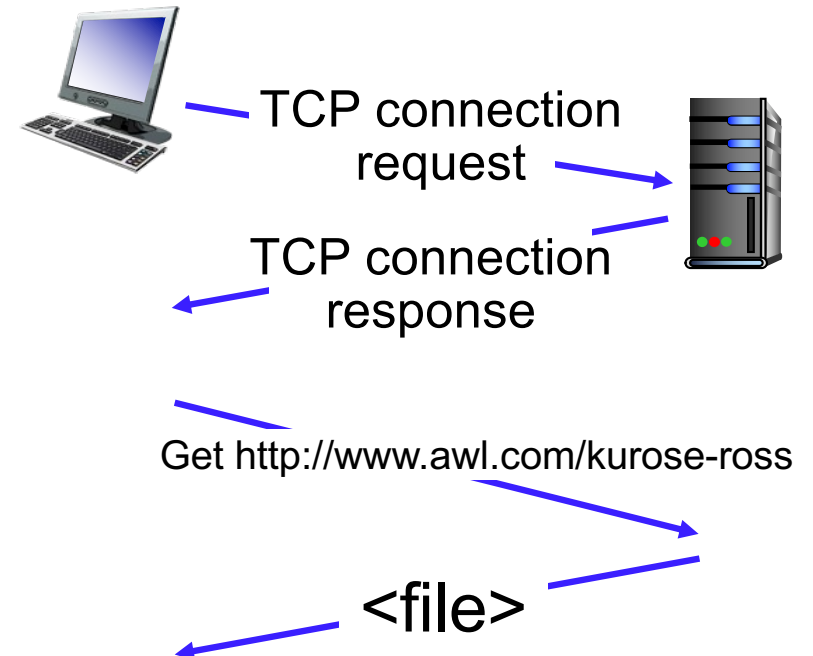 TCP connection
request
TCP connection
response
Get http://www.awl.com/kurose-ross
<file>